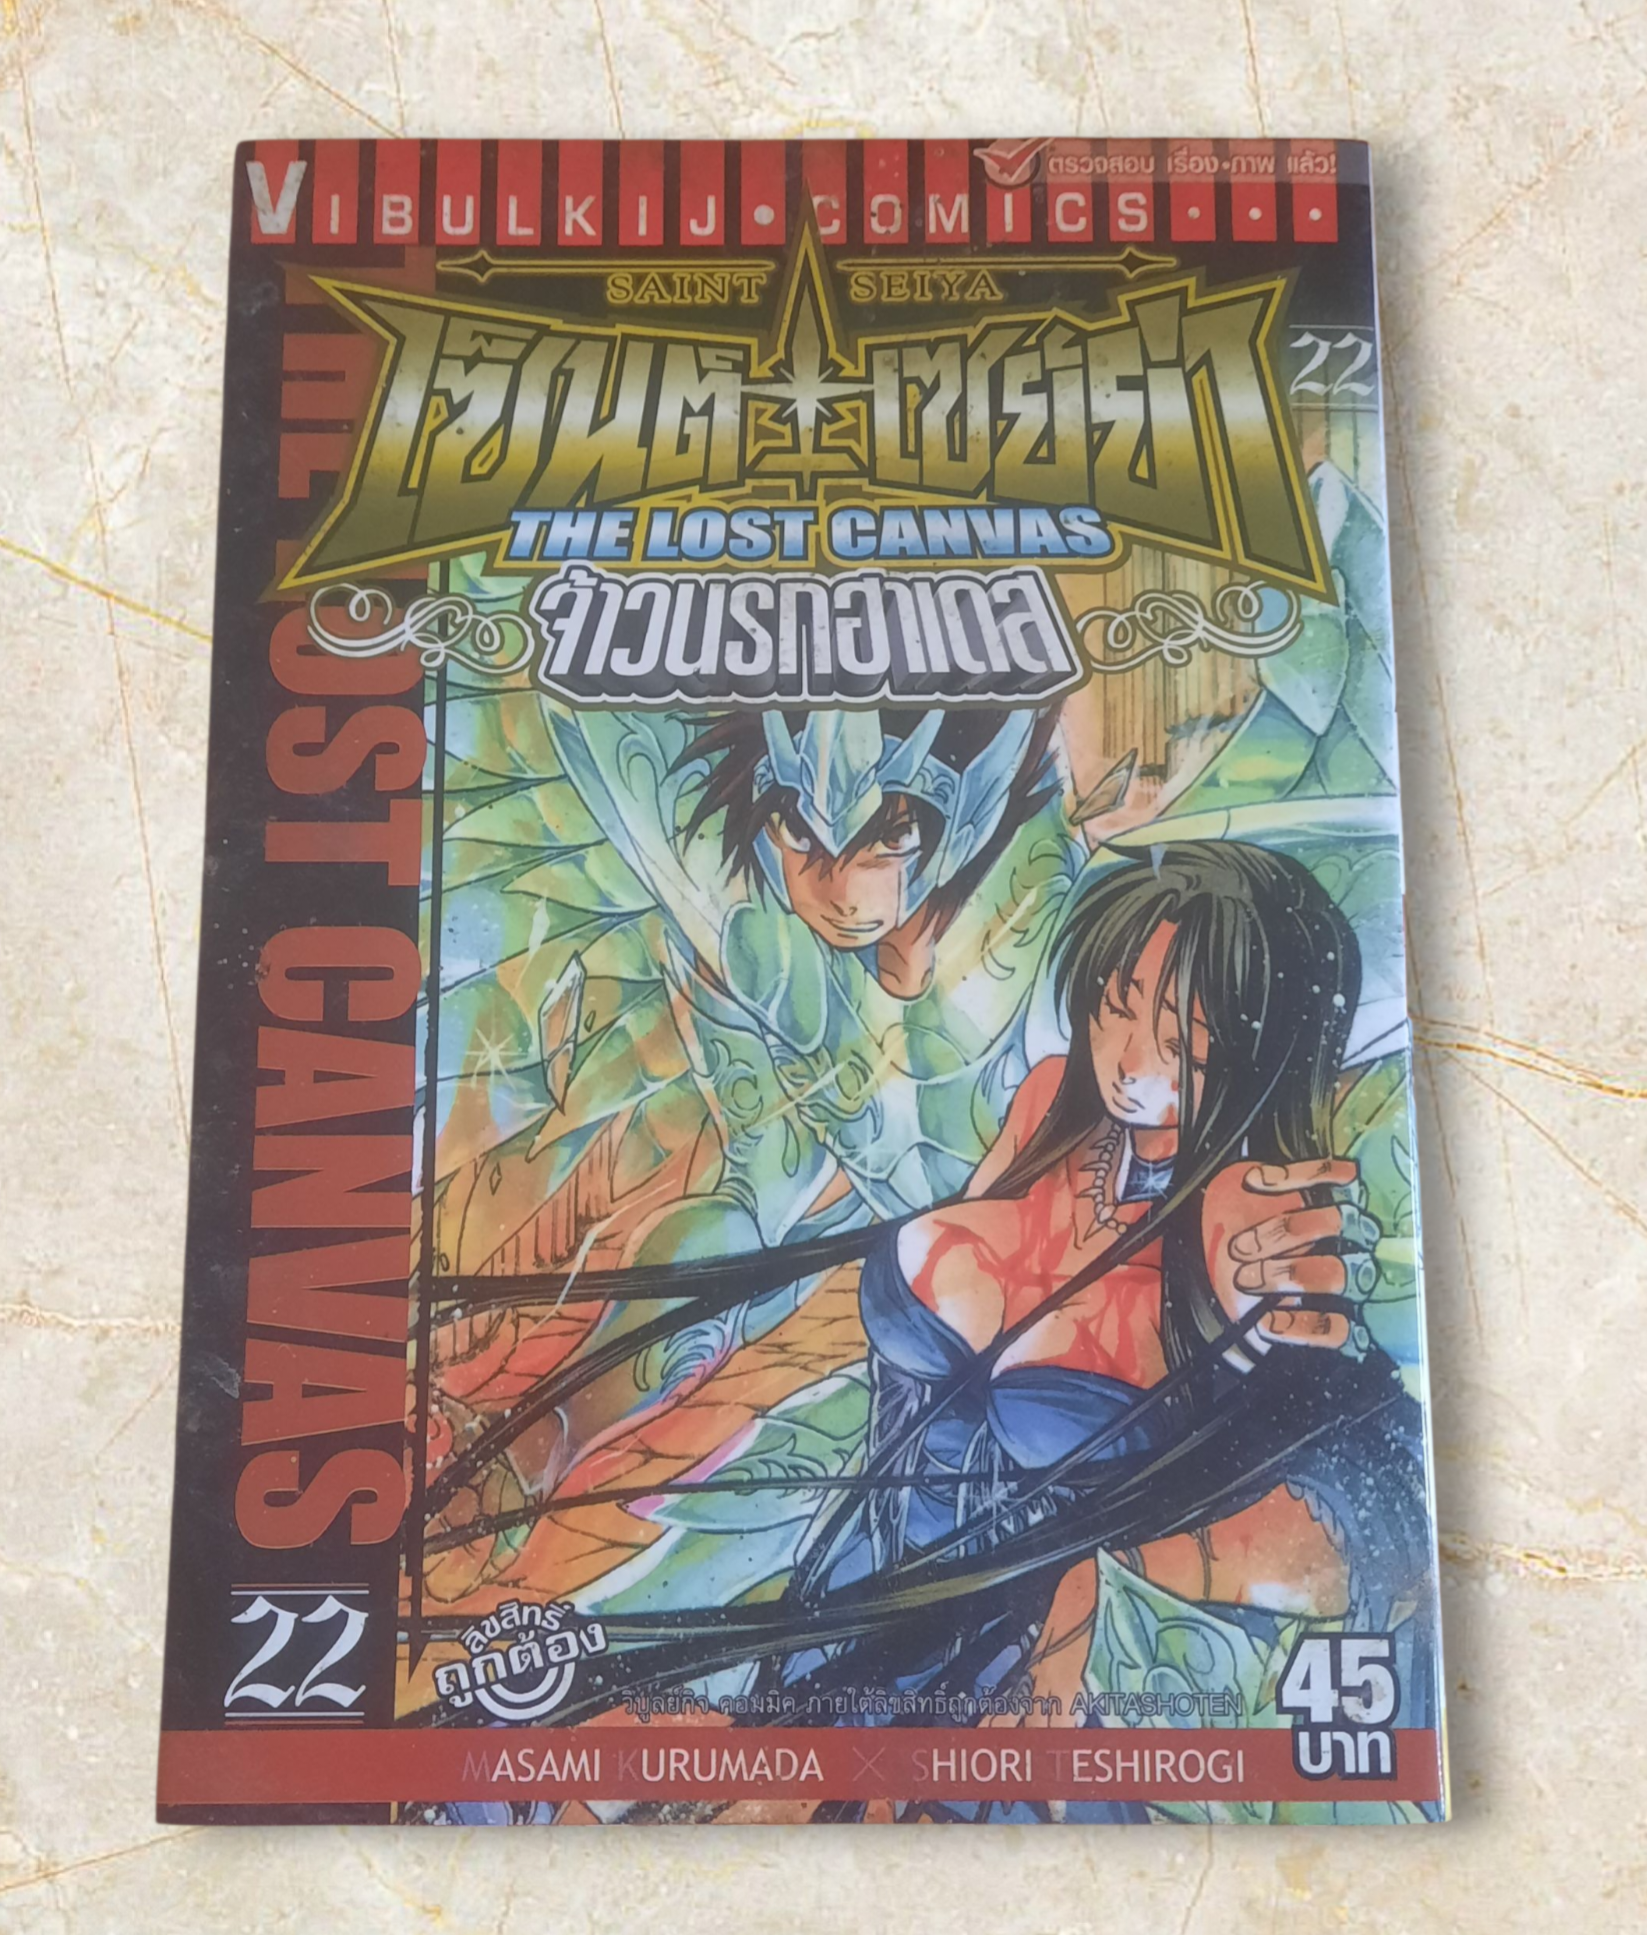 ตรวจสอบ เรื่อง•ภาพ แล้ว!
VIBULKIJ•COMICS•••
SAINT SEIYA
เซ็นต์เซย์ย่า
22
THE LOST CANVAS
จ้าวนรกฮาเดส
THE LOST CANVAS
22
ลิขสิทธิ์
ถูกต้อง
วิบูลย์กิจ คอมมิค ภายใต้ลิขสิทธิ์ถูกต้องจาก AKITASHOTEN
45
บาท
MASAMI KURUMADA × SHIORI TESHIROGI